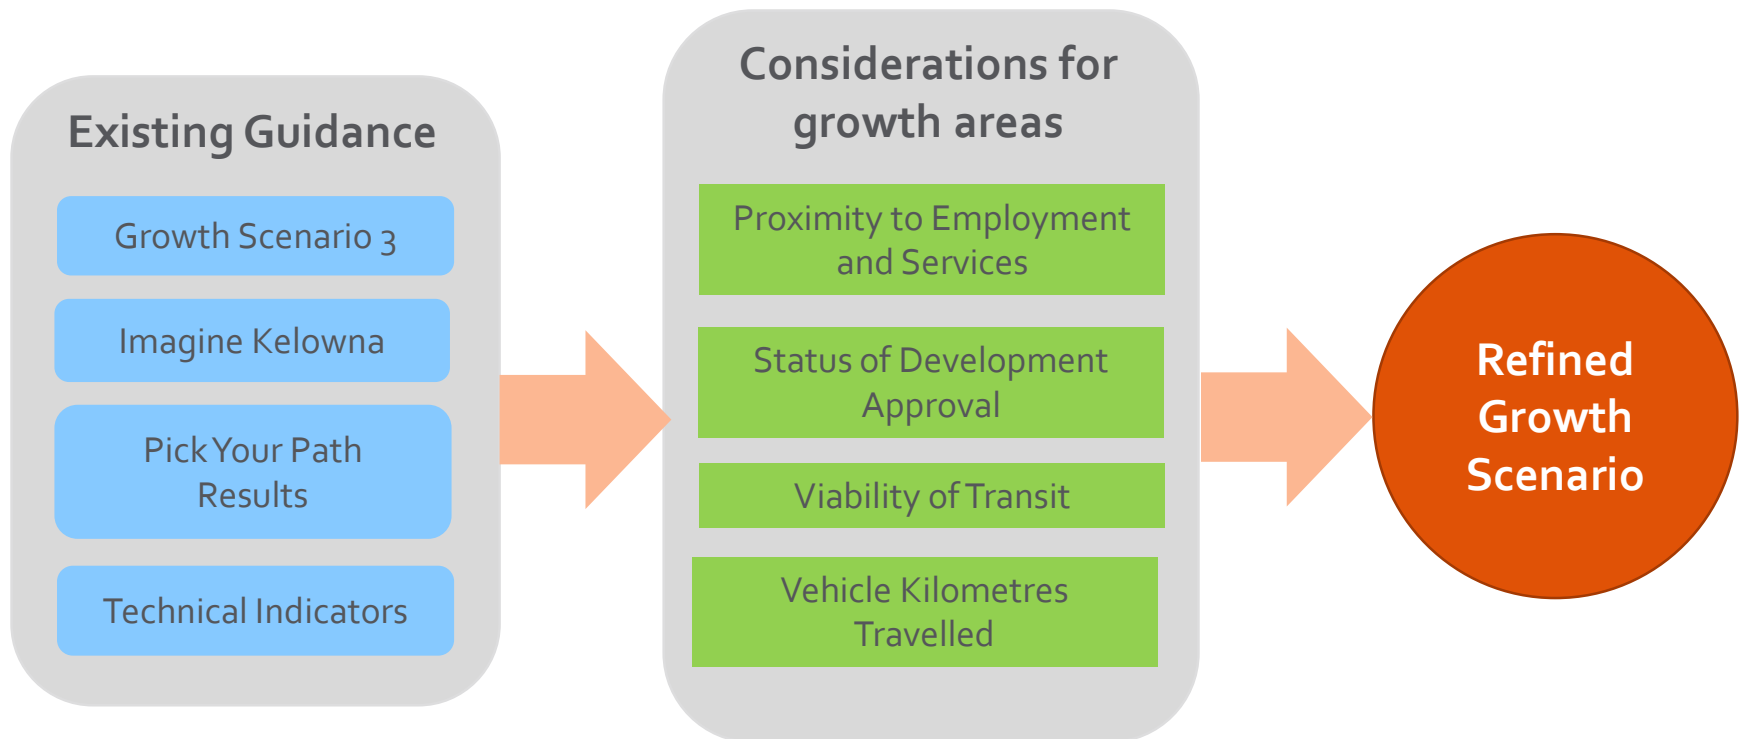 Existing Guidance
Growth Scenario 3
Imagine Kelowna
Pick Your Path
Results
Technical Indicators
Considerations for
growth areas
Proximity to Employment
and Services
Status of Development
Approval
Viability of Transit
Vehicle Kilometres
Travelled
Refined
Growth
Scenario